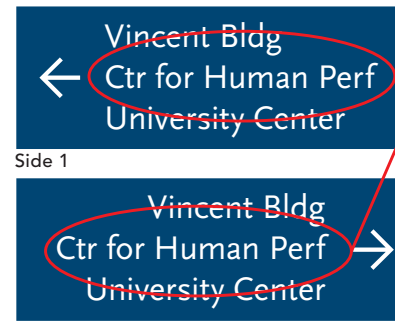 Vincent Bldg
Ctr for Human Perf
University Center
Side 1
Vincent Bldg
Ctr for Human Perf
University Center